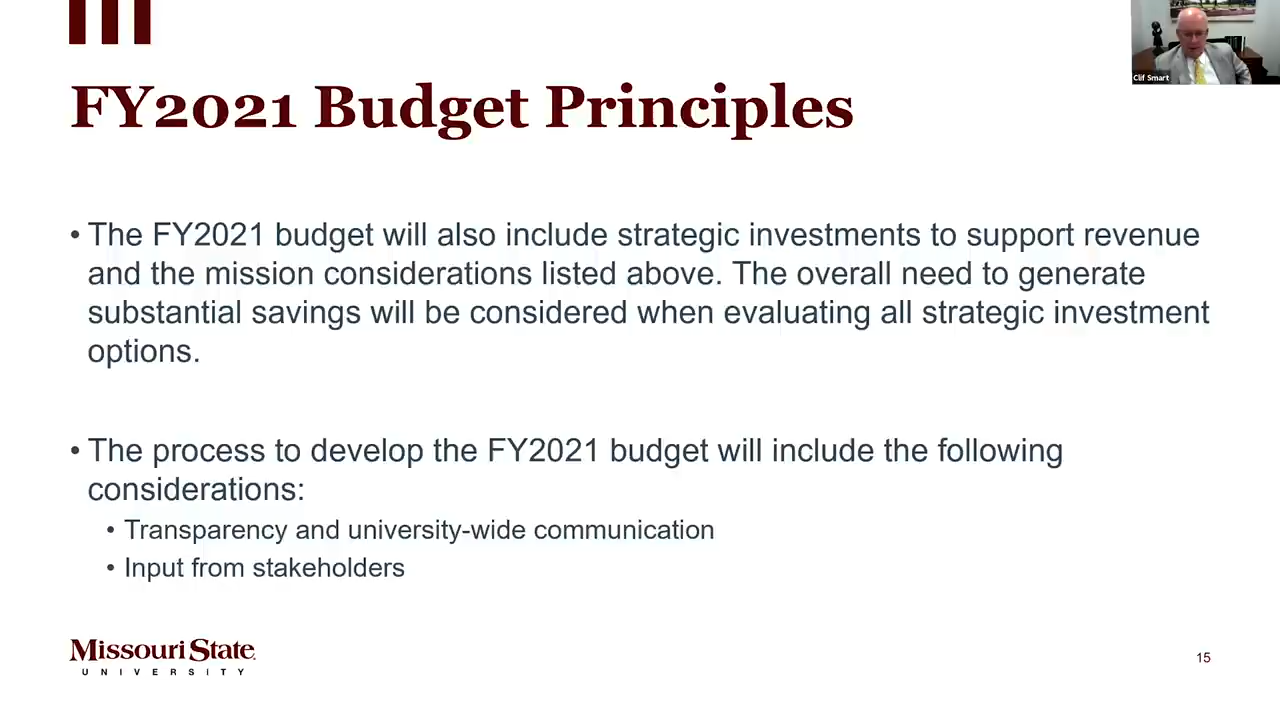 Clif Smart
FY2021 Budget Principles
• The FY2021 budget will also include strategic investments to support revenue
and the mission considerations listed above. The overall need to generate
substantial savings will be considered when evaluating all strategic investment
options.
• The process to develop the FY2021 budget will include the following
considerations:
• Transparency and university-wide communication
• Input from stakeholders
Missouri State
UNIVERSITY
15